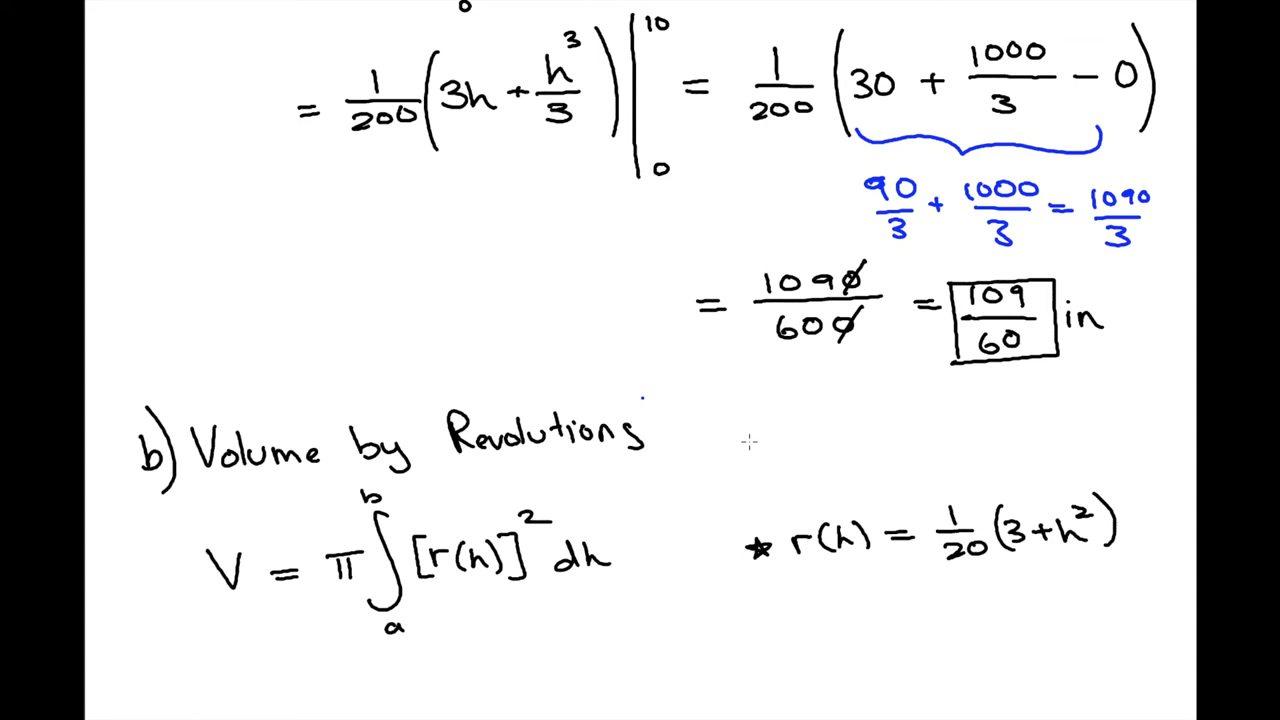 0
= 1/200 (3h + h³/3) |₀¹⁰ = 1/200 (30 + 1000/3 - 0)
90/3 + 1000/3 = 1090/3
= 1090/600 = 109/60 in
b) Volume by Revolutions
V = π ∫ₐᵇ [r(h)]² dh * r(h) = 1/20 (3+h²)